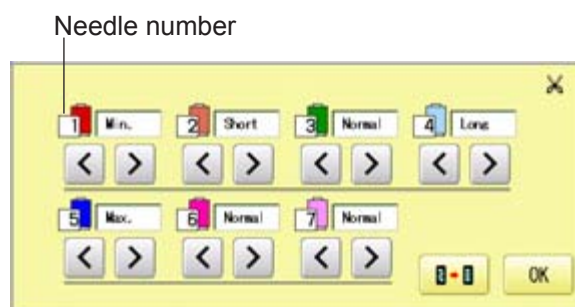 Needle number
1 Min. 2 Short 3 Normal 4 Long
< > < > < > < >
5 Max. 6 Normal 7 Normal
< > < > < >
OK